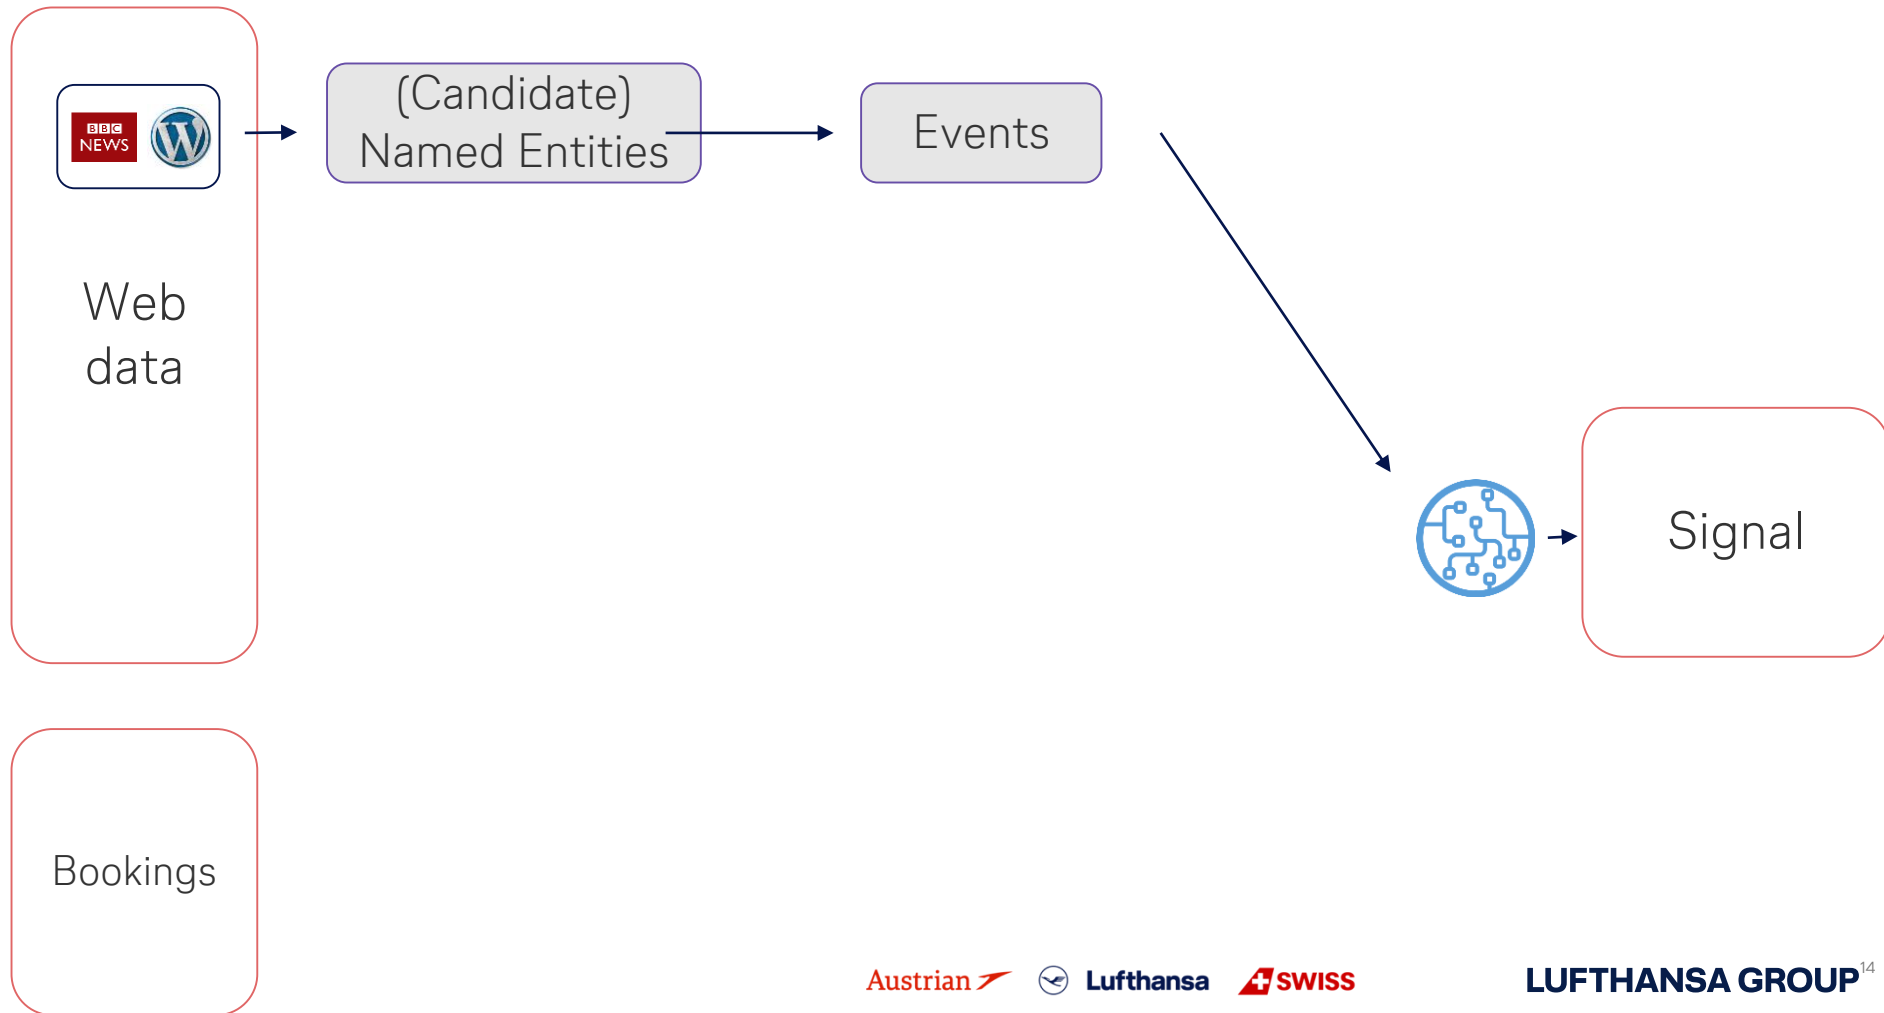 BBC
NEWS
W
(Candidate)
Named Entities
Events
Web
data
Signal
Bookings
Austrian
Lufthansa
SWISS
LUFTHANSA GROUP
14